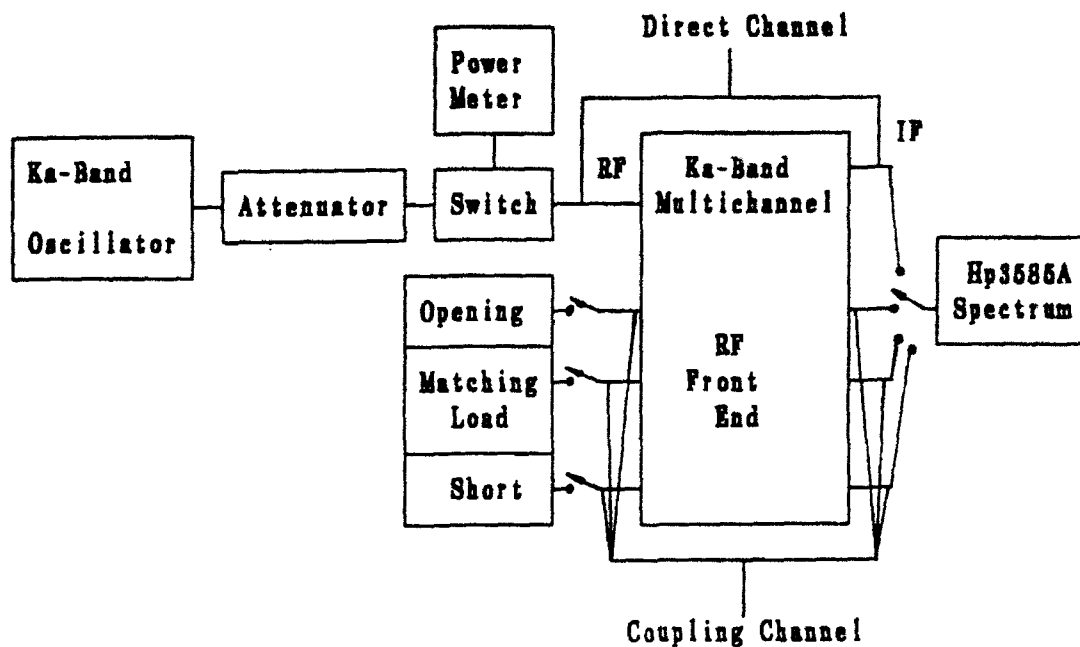 Direct Channel
Power
Meter
IF
Ka-Band
Oscillator
Attenuator
Switch
RF
Ka-Band
Multichannel
RF
Front
End
Hp3585A
Spectrum
Opening
Matching
Load
Short
Coupling Channel